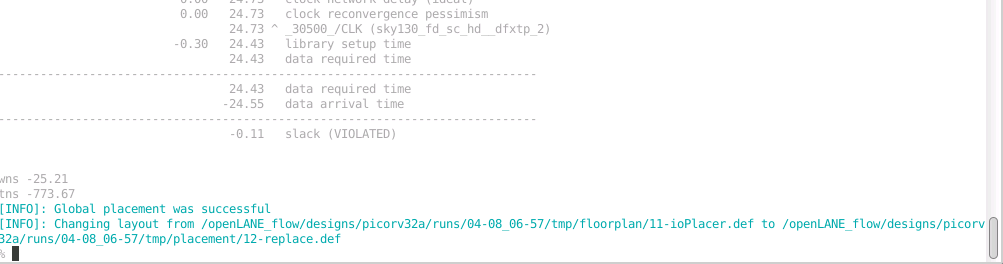 0.00   24.73   clock network delay (ideal)
0.00   24.73   clock reconvergence pessimism
24.73 ^ _30500_/CLK (sky130_fd_sc_hd__dfxtp_2)
-0.30   24.43   library setup time
24.43   data required time
-----------------------------------------------------------------------------
24.43   data required time
-24.55   data arrival time
-----------------------------------------------------------------------------
-0.11   slack (VIOLATED)
wns -25.21
tns -773.67
[INFO]: Global placement was successful
[INFO]: Changing layout from /openLANE_flow/designs/picorv32a/runs/04-08_06-57/tmp/floorplan/11-ioPlacer.def to /openLANE_flow/designs/picorv
32a/runs/04-08_06-57/tmp/placement/12-replace.def
%